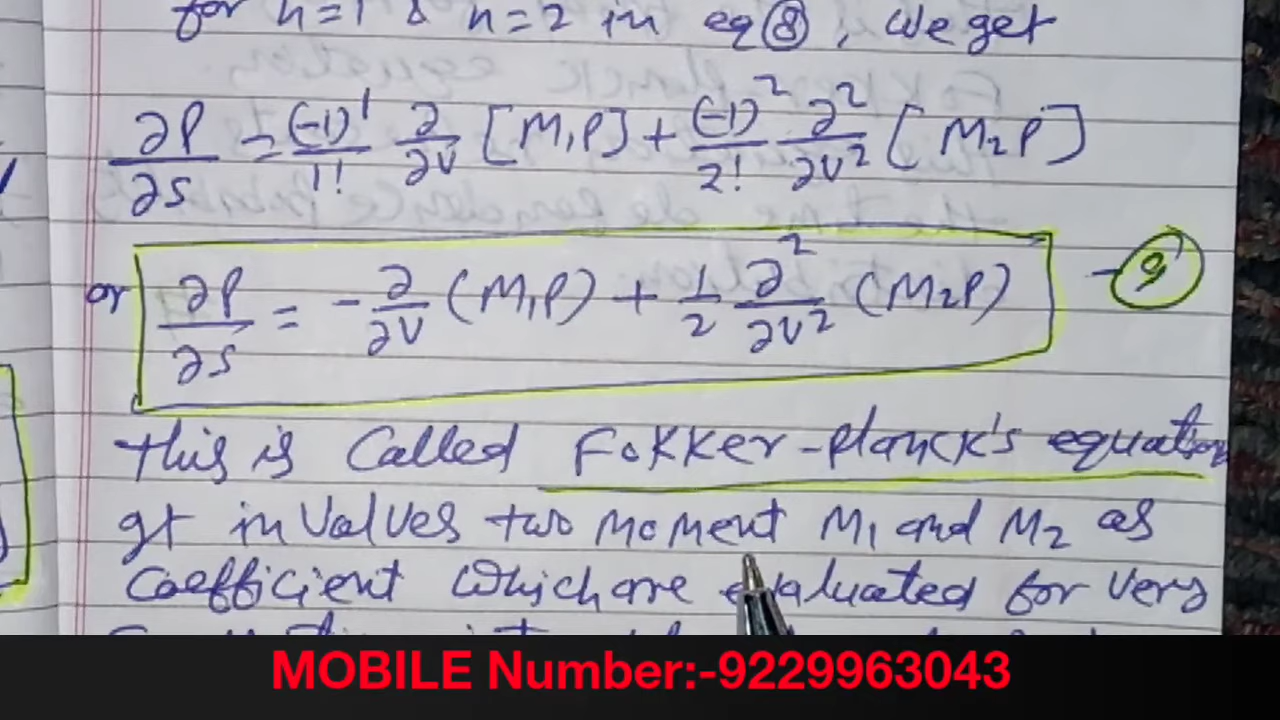 for n=1 & n=2 in eq ⑧, we get
∂P/∂s = (-1)¹/1! ∂/∂v [M₁P] + (-1)²/2! ∂²/∂v² [M₂P]
or ∂P/∂s = -∂/∂v (M₁P) + 1/2 ∂²/∂v² (M₂P) -⑨
this is called Fokker-planck's equation
It involves two moment M₁ and M₂ as
coefficient which are evaluated for very
MOBILE Number:-9229963043